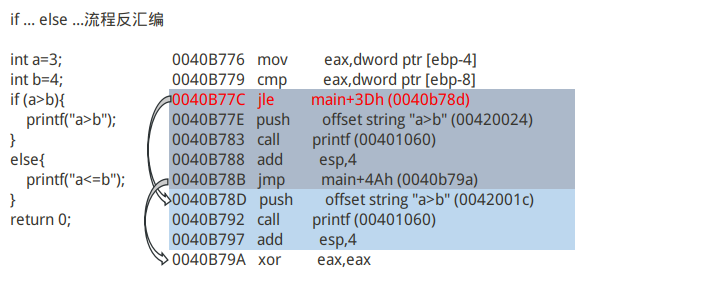 if ... else ...流程反汇编
int a=3;
int b=4;
if (a>b){
printf("a>b");
}
else{
printf("a<=b");
}
return 0;
0040B776 mov eax,dword ptr [ebp-4]
0040B779 cmp eax,dword ptr [ebp-8]
0040B77C jle main+3Dh (0040b78d)
0040B77E push offset string "a>b" (00420024)
0040B783 call printf (00401060)
0040B788 add esp,4
0040B78B jmp main+4Ah (0040b79a)
0040B78D push offset string "a>b" (0042001c)
0040B792 call printf (00401060)
0040B797 add esp,4
0040B79A xor eax,eax